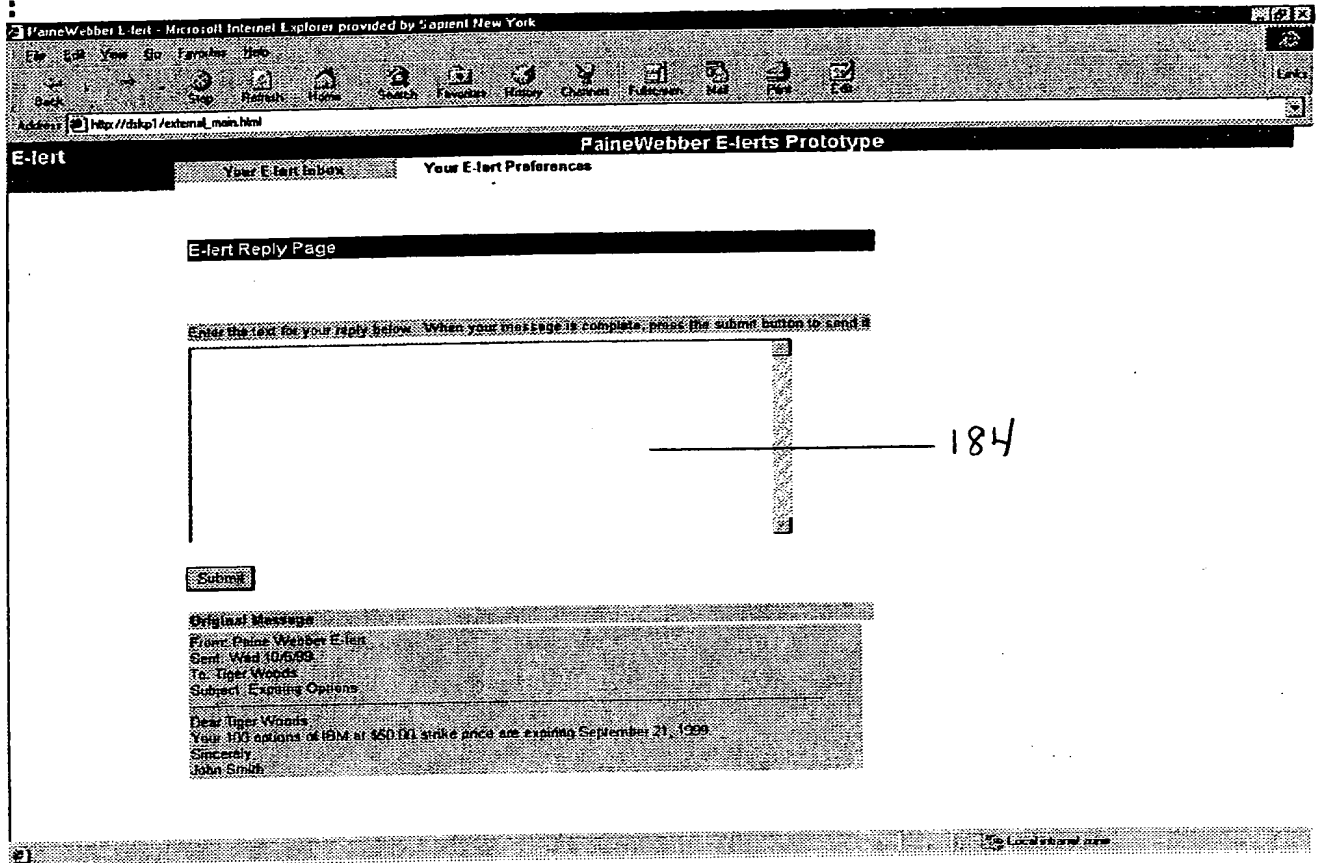 PaineWebber E-lert - Microsoft Internet Explorer provided by Sapient New York
File Edit View Go Favorites Help
Back Stop Refresh Home Search Favorites History Channels Fullscreen Mail Print Edit
Links
Address http://dskp1/external_main.html
PaineWebber E-lerts Prototype
E-lert
Your E-lert Inbox Your E-lert Preferences
E-lert Reply Page
Enter the text for your reply below. When your message is complete, press the submit button to send it
184
Submit
Original Message
From: Paine Webber E-lert
Sent: Wed 10/6/99
To: Tiger Woods
Subject: Expiring Options
Dear Tiger Woods
Your 100 options of IBM at $50.00 strike price are expiring September 21, 1999
Sincerely
John Smith
Local intranet zone